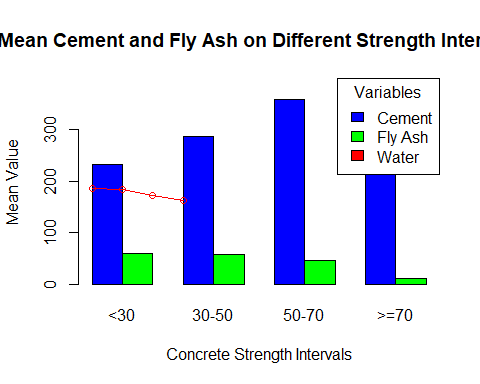 Mean Cement and Fly Ash on Different Strength Inter
Variables
Cement
Fly Ash
Water
Mean Value
0
100
200
300
<30
30-50
50-70
>=70
Concrete Strength Intervals